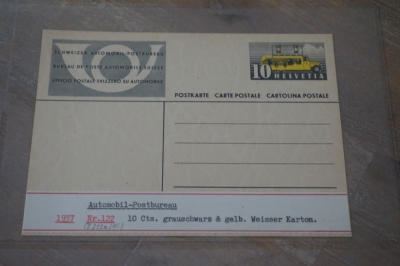 SCHWEIZER. AUTOMOBIL-POSTBUREAU
BUREAU DE POSTE AUTOMOBILE SUISSE
UFFICIO POSTALE SVIZZERO SU AUTOMOBILE
10 HELVETIA
POSTKARTE CARTE POSTALE CARTOLINA POSTALE
Automobil-Postbureau
1937 Nr.122 10 Cts. grauschwarz & gelb. Weisser Karton.